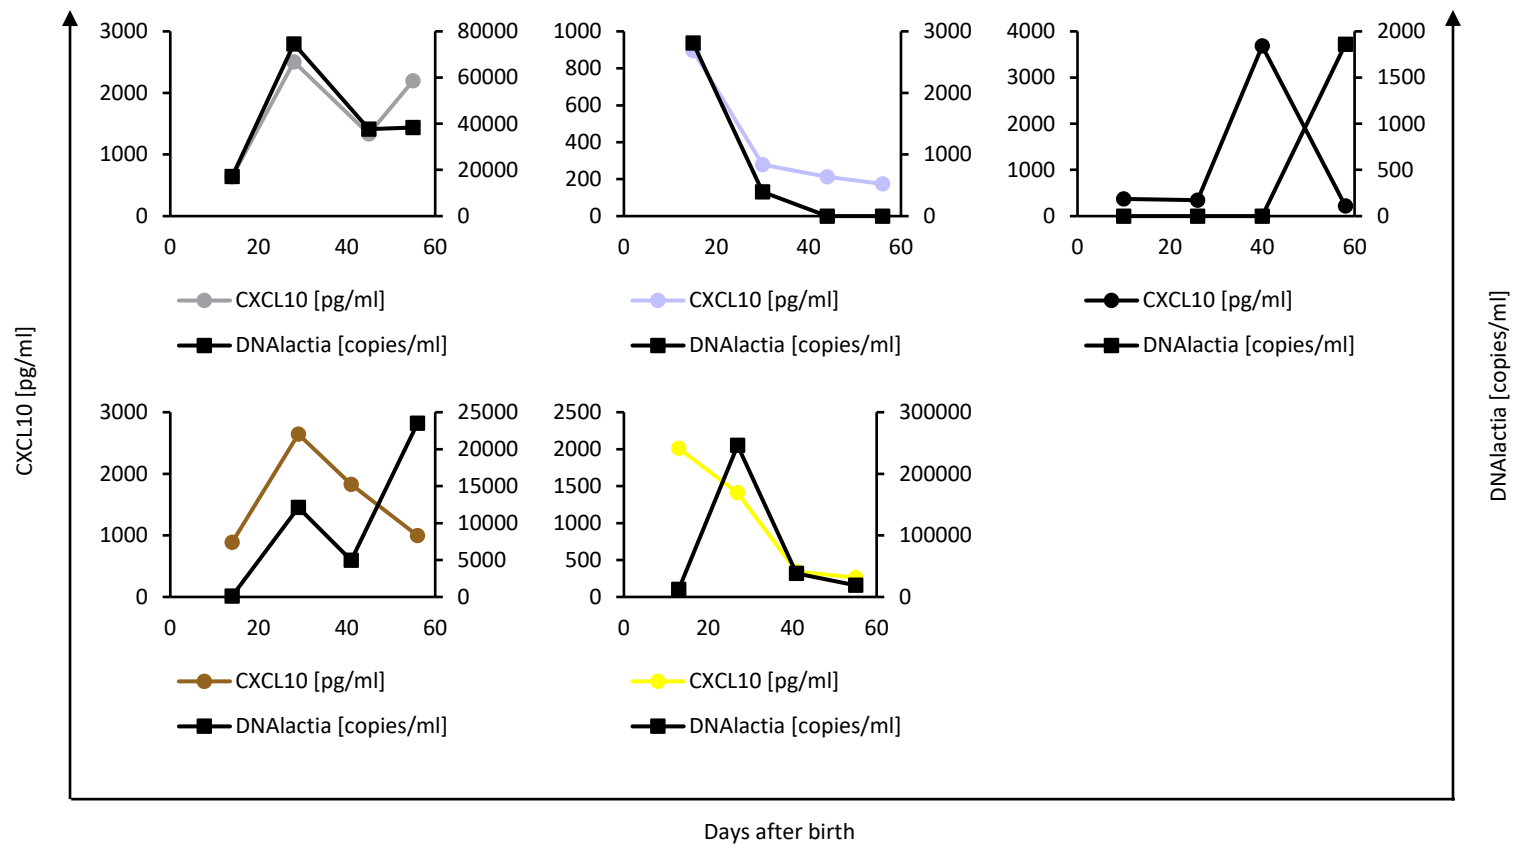 3000
2000
1000
0
80000
60000
40000
20000
0
0 20 40 60
CXCL10 [pg/ml]
DNAlactia [copies/ml]
1000
800
600
400
200
0
3000
2000
1000
0
0 20 40 60
CXCL10 [pg/ml]
DNAlactia [copies/ml]
4000
3000
2000
1000
0
2000
1500
1000
500
0
0 20 40 60
CXCL10 [pg/ml]
DNAlactia [copies/ml]
CXCL10 [pg/ml]
DNAlactia [copies/ml]
3000
2000
1000
0
25000
20000
15000
10000
5000
0
0 20 40 60
CXCL10 [pg/ml]
DNAlactia [copies/ml]
2500
2000
1500
1000
500
0
300000
200000
100000
0
0 20 40 60
CXCL10 [pg/ml]
DNAlactia [copies/ml]
Days after birth